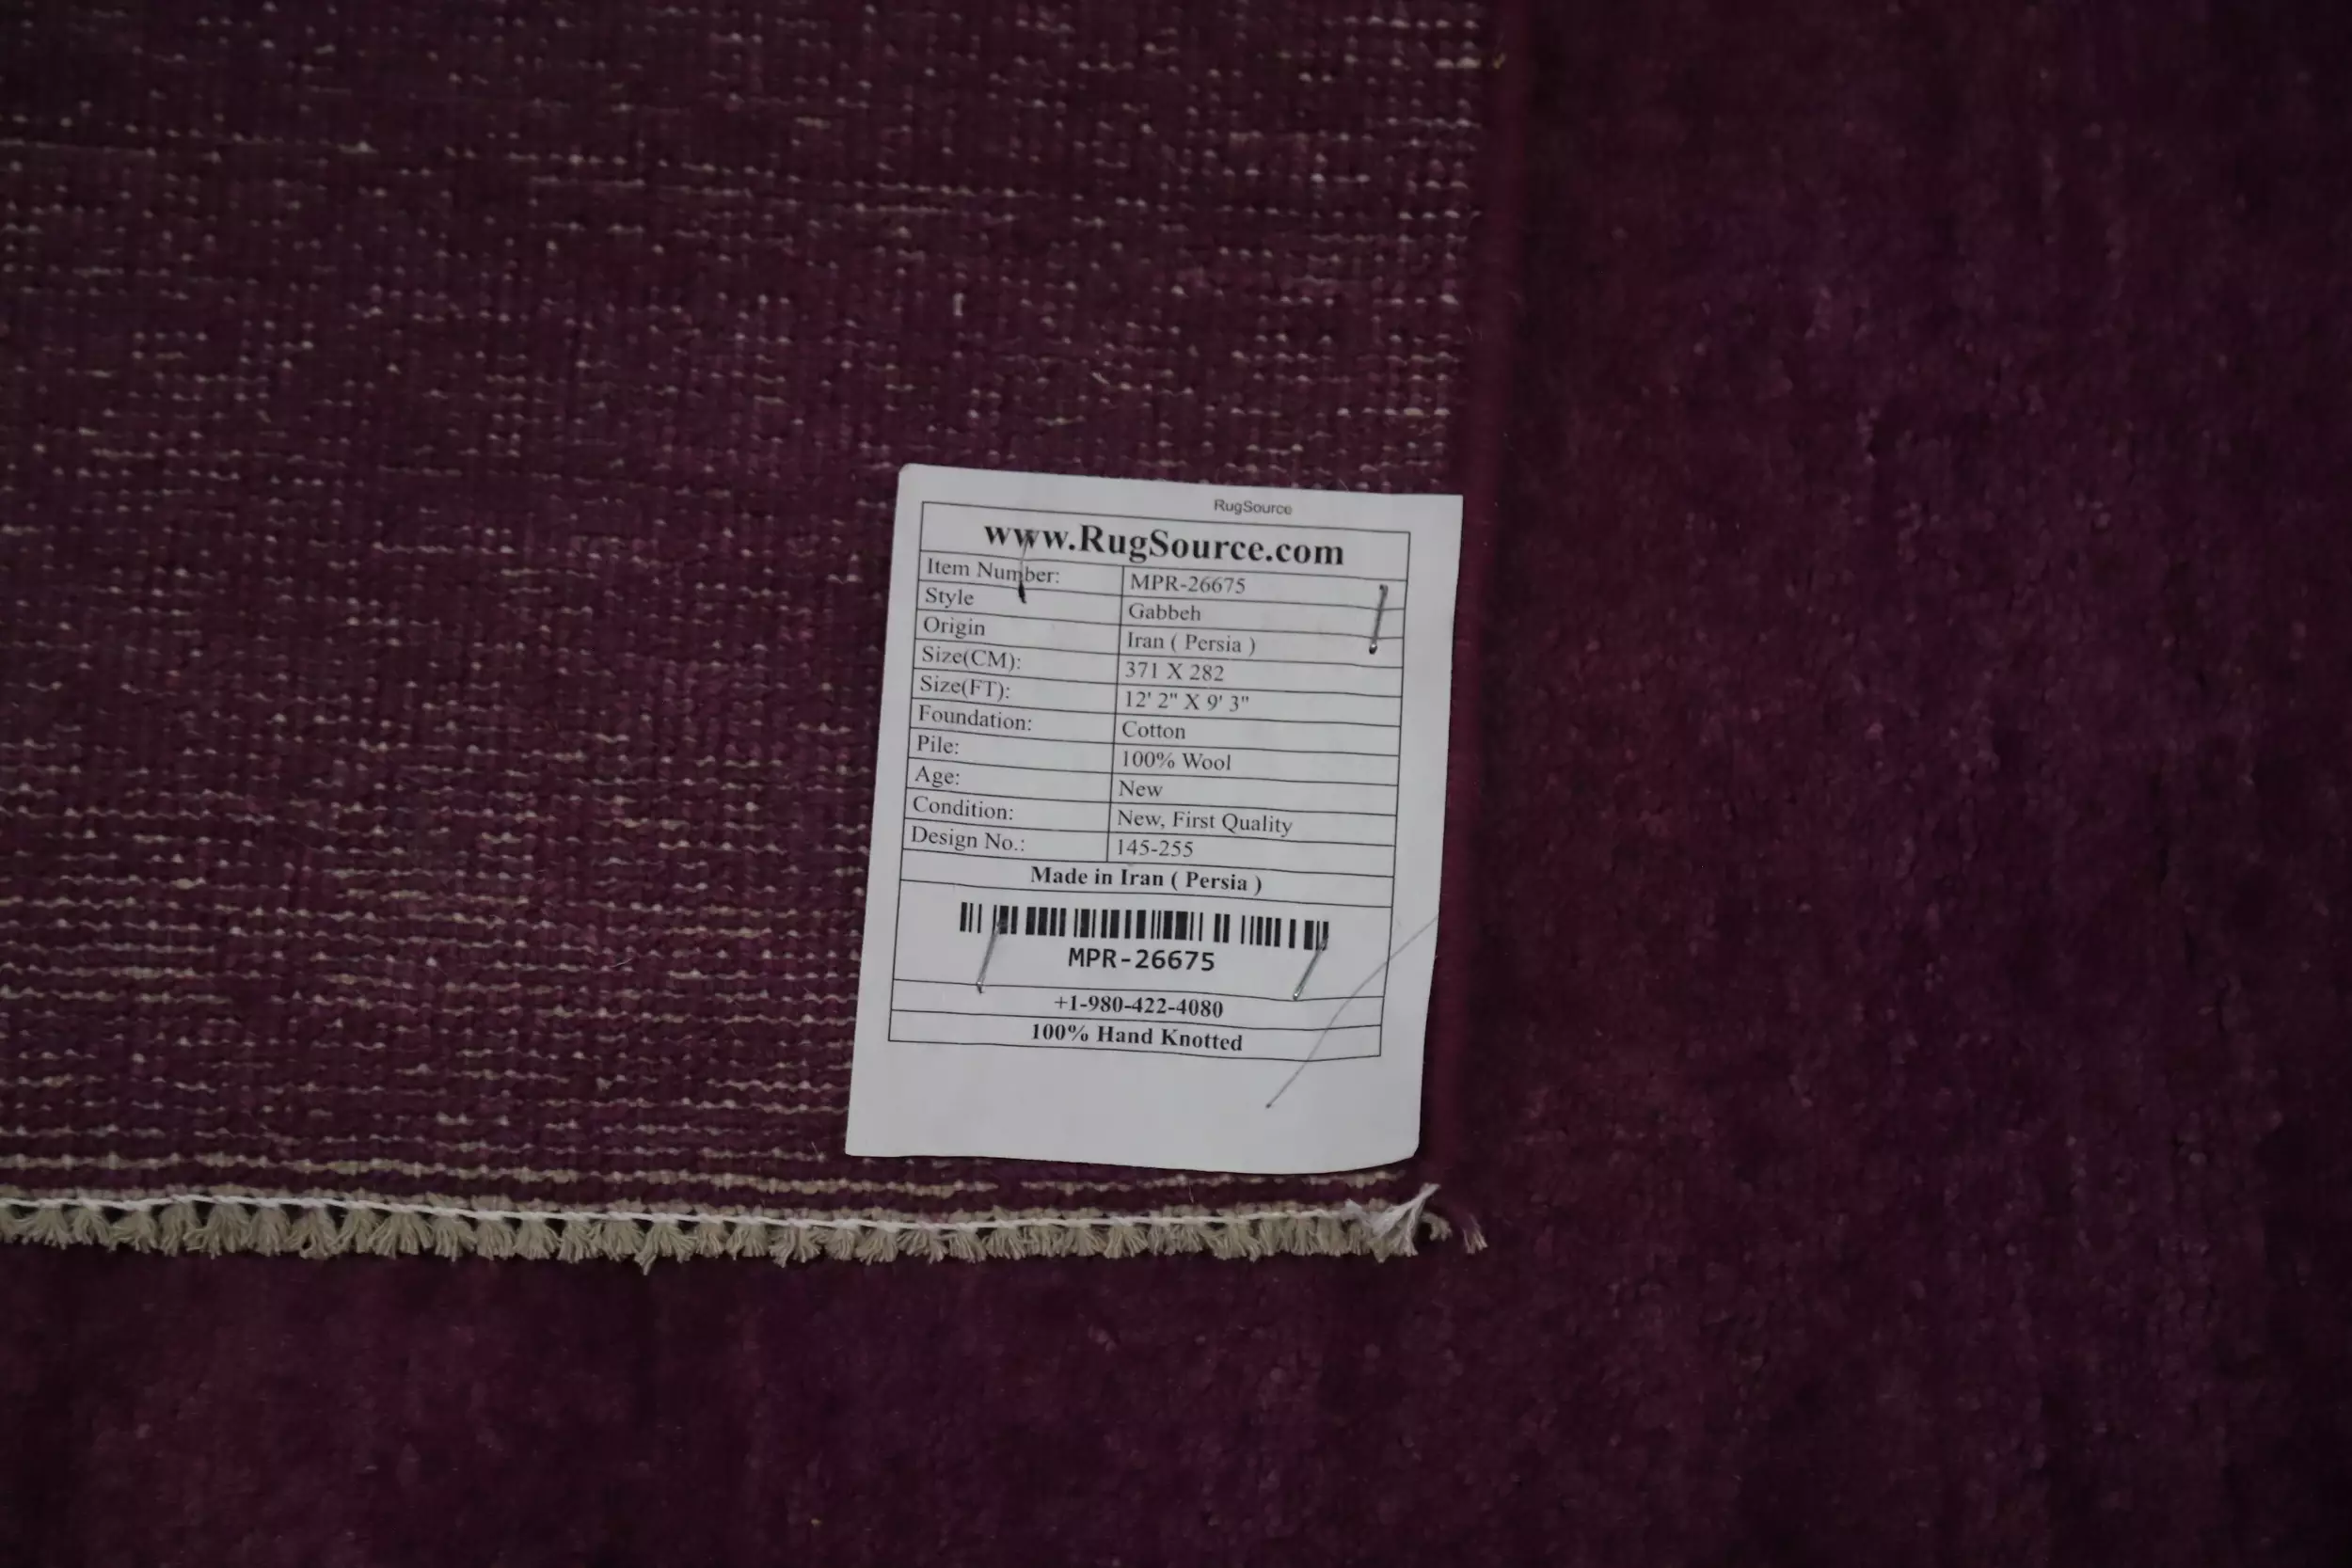 RugSource
www.RugSource.com
Item Number: MPR-26675
Style Gabbeh
Origin Iran ( Persia )
Size(CM): 371 X 282
Size(FT): 12' 2" X 9' 3"
Foundation: Cotton
Pile: 100% Wool
Age: New
Condition: New, First Quality
Design No.: 145-255
Made in Iran ( Persia )
MPR-26675
+1-980-422-4080
100% Hand Knotted